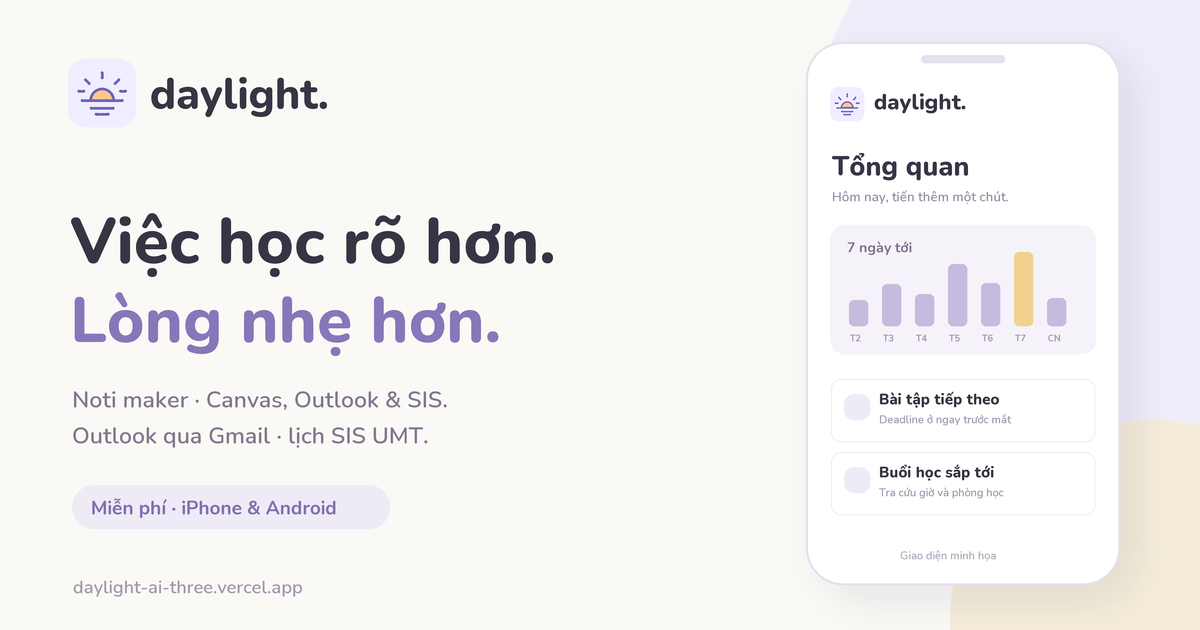 daylight.
Việc học rõ hơn.
Lòng nhẹ hơn.
Noti maker · Canvas, Outlook & SIS.
Outlook qua Gmail · lịch SIS UMT.
Miễn phí · iPhone & Android
daylight-ai-three.vercel.app
daylight.
Tổng quan
Hôm nay, tiến thêm một chút.
7 ngày tới
T2 T3 T4 T5 T6 T7 CN
Bài tập tiếp theo
Deadline ở ngay trước mắt
Buổi học sắp tới
Tra cứu giờ và phòng học
Giao diện minh họa